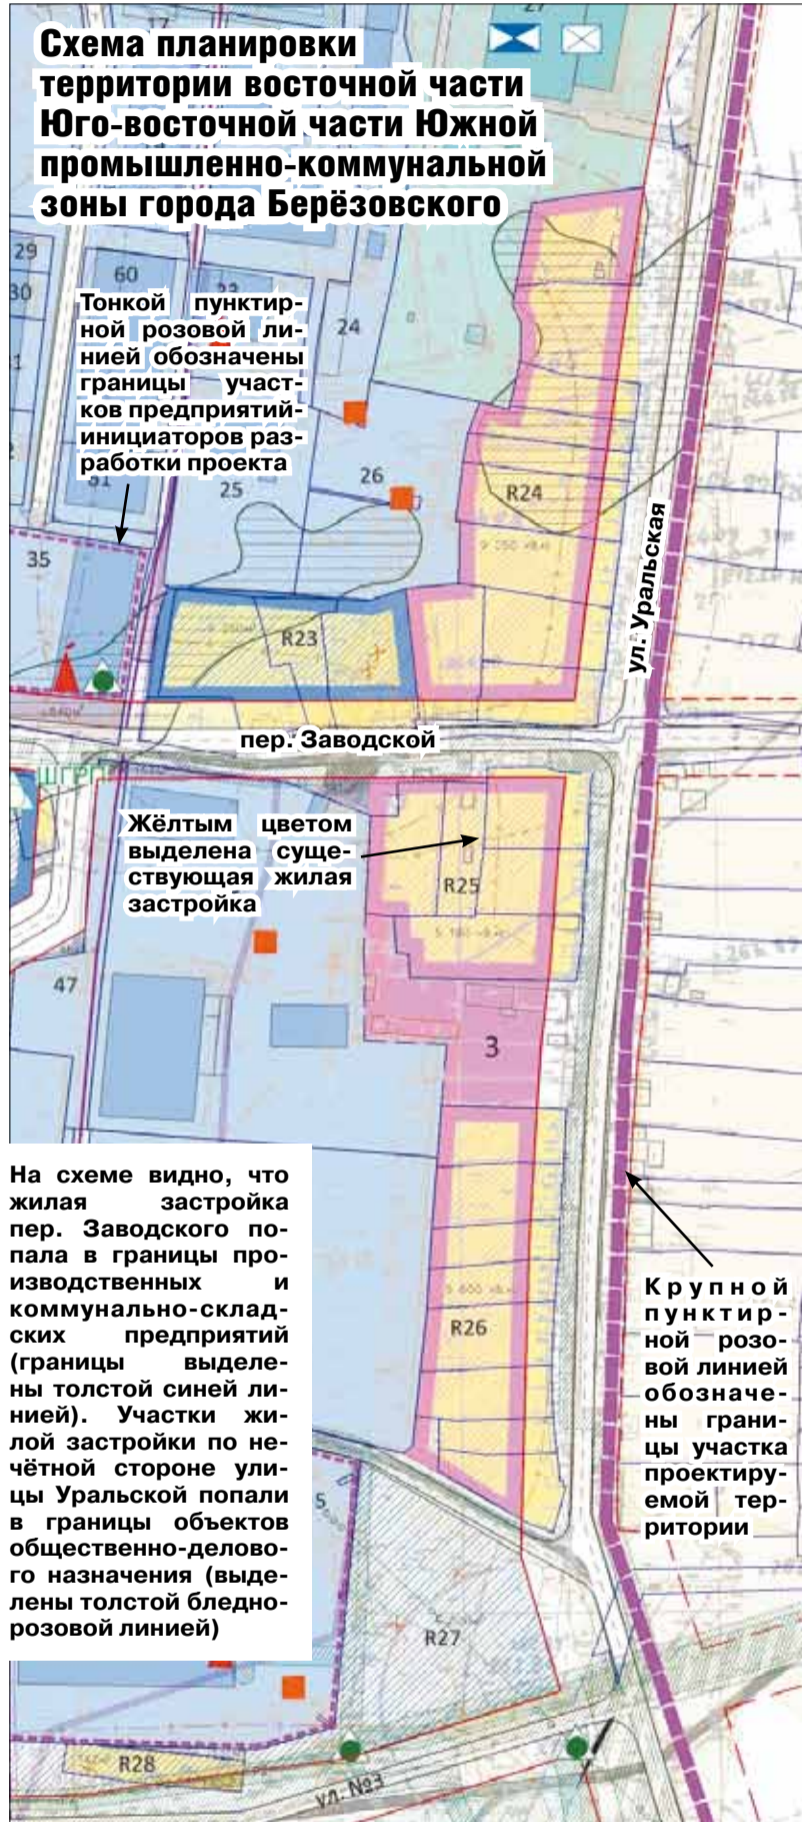 Схема планировки
территории восточной части
Юго-восточной части Южной
промышленно-коммунальной
зоны города Берёзовского
17
27
29
30
60
23
24
Тонкой пунктир-
ной розовой ли-
нией обозначены
границы участ-
ков предприятий-
инициаторов раз-
работки проекта
25
26
R24
35
R23
ул. Уральская
пер. Заводской
ШГРП
Жёлтым цветом
выделена суще-
ствующая жилая
застройка
R25
47
3
На схеме видно, что
жилая застройка
пер. Заводского по-
пала в границы про-
изводственных и
коммунально-склад-
ских предприятий
(границы выделе-
ны толстой синей ли-
нией). Участки жи-
лой застройки по не-
чётной стороне ули-
цы Уральской попали
в границы объектов
общественно-делово-
го назначения (выде-
лены толстой бледно-
розовой линией)
R26
Крупной
пунктир-
ной розо-
вой линией
обозначе-
ны грани-
цы участка
проектиру-
емой тер-
ритории
R27
R28
ул. №3